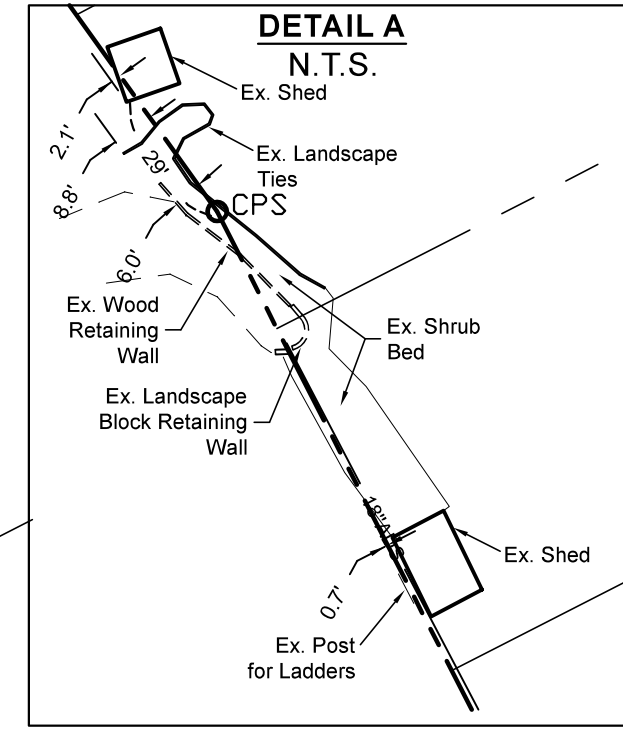 DETAIL A
N.T.S.
Ex. Shed
2.1'
Ex. Landscape
Ties
29'
8.8'
CPS
6.0'
Ex. Wood
Retaining
Wall
Ex. Shrub
Bed
Ex. Landscape
Block Retaining
Wall
Ex. Shed
0.7'
Ex. Post
for Ladders